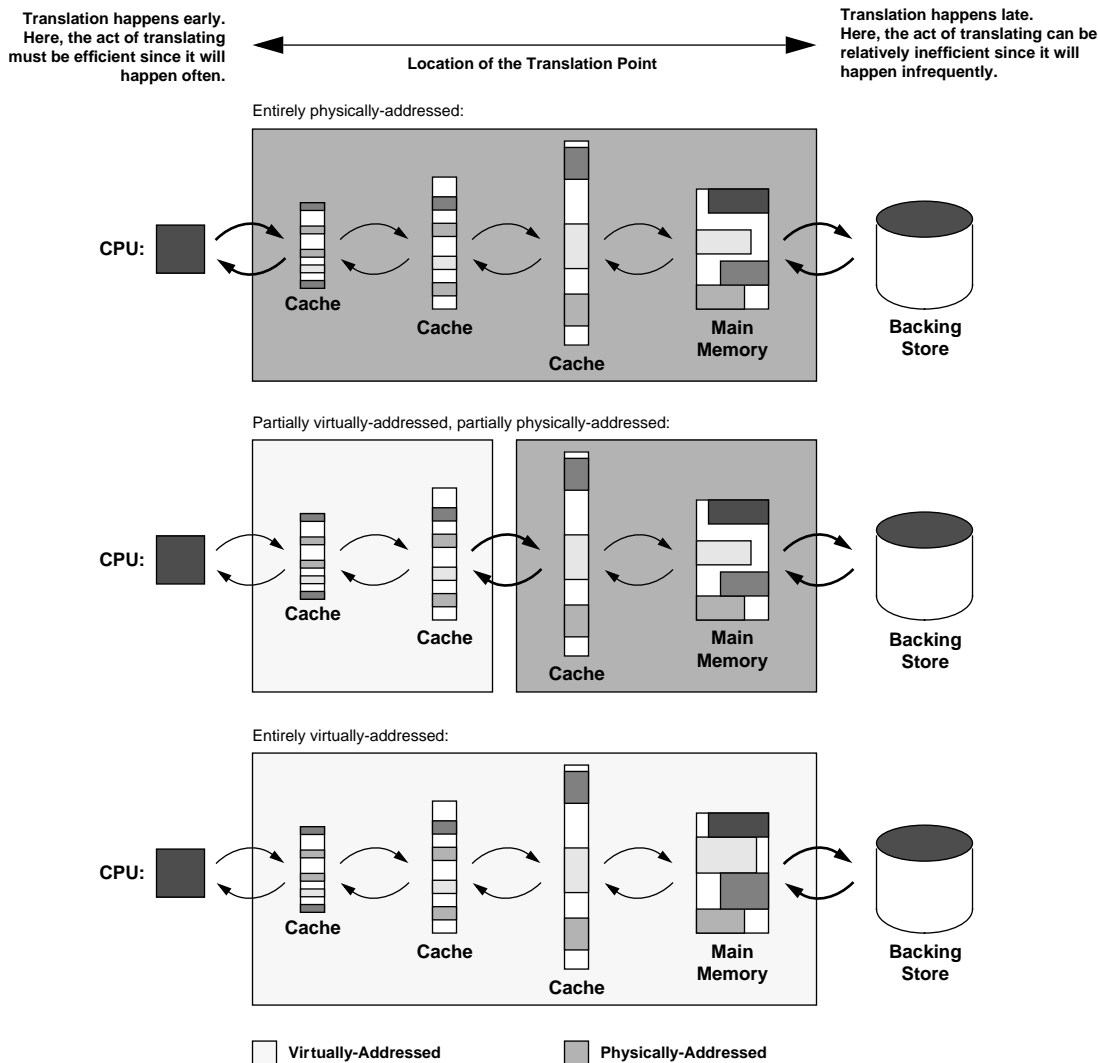 Translation happens early.
Here, the act of translating
must be efficient since it will
happen often.
Location of the Translation Point
Translation happens late.
Here, the act of translating can be
relatively inefficient since it will
happen infrequently.
Entirely physically-addressed:
CPU:
Cache
Cache
Cache
Main
Memory
Backing
Store
Partially virtually-addressed, partially physically-addressed:
CPU:
Cache
Cache
Cache
Main
Memory
Backing
Store
Entirely virtually-addressed:
CPU:
Cache
Cache
Cache
Main
Memory
Backing
Store
Virtually-Addressed
Physically-Addressed